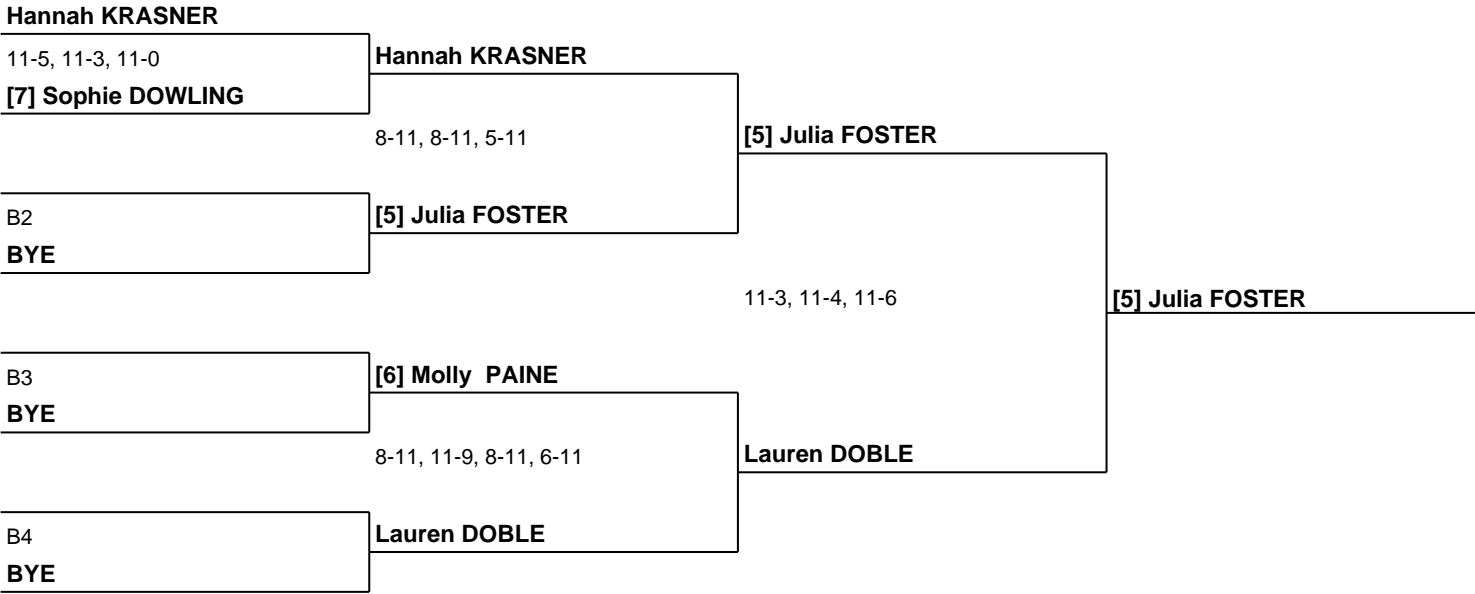 Hannah KRASNER
11-5, 11-3, 11-0
[7] Sophie DOWLING
Hannah KRASNER
8-11, 8-11, 5-11
B2
BYE
[5] Julia FOSTER
[5] Julia FOSTER
11-3, 11-4, 11-6
B3
BYE
[6] Molly  PAINE
8-11, 11-9, 8-11, 6-11
B4
BYE
Lauren DOBLE
Lauren DOBLE
[5] Julia FOSTER